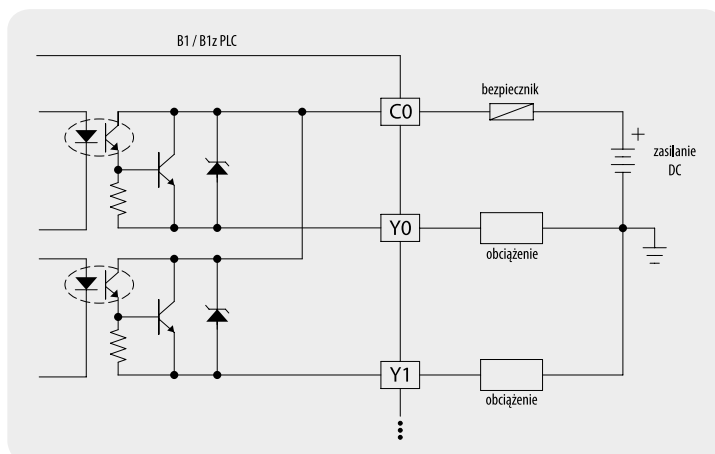 B1 / B1z PLC
bezpiecznik
C0
+
zasilanie
DC
Y0
obciążenie
Y1
obciążenie